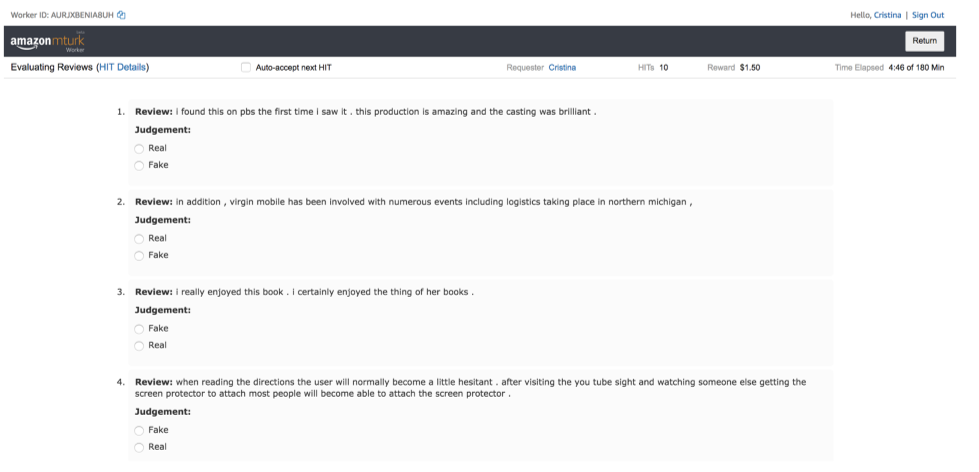 Worker ID: AURJXBENIA8UH
Hello, Cristina | Sign Out
beta
amazon mturk
Worker
Return
Evaluating Reviews (HIT Details)
Auto-accept next HIT
Requester Cristina
HITs 10
Reward $1.50
Time Elapsed 4:46 of 180 Min
1. Review: i found this on pbs the first time i saw it . this production is amazing and the casting was brilliant .
Judgement:
Real
Fake
2. Review: in addition , virgin mobile has been involved with numerous events including logistics taking place in northern michigan ,
Judgement:
Real
Fake
3. Review: i really enjoyed this book . i certainly enjoyed the thing of her books .
Judgement:
Fake
Real
4. Review: when reading the directions the user will normally become a little hesitant . after visiting the you tube sight and watching someone else getting the
screen protector to attach most people will become able to attach the screen protector .
Judgement:
Fake
Real